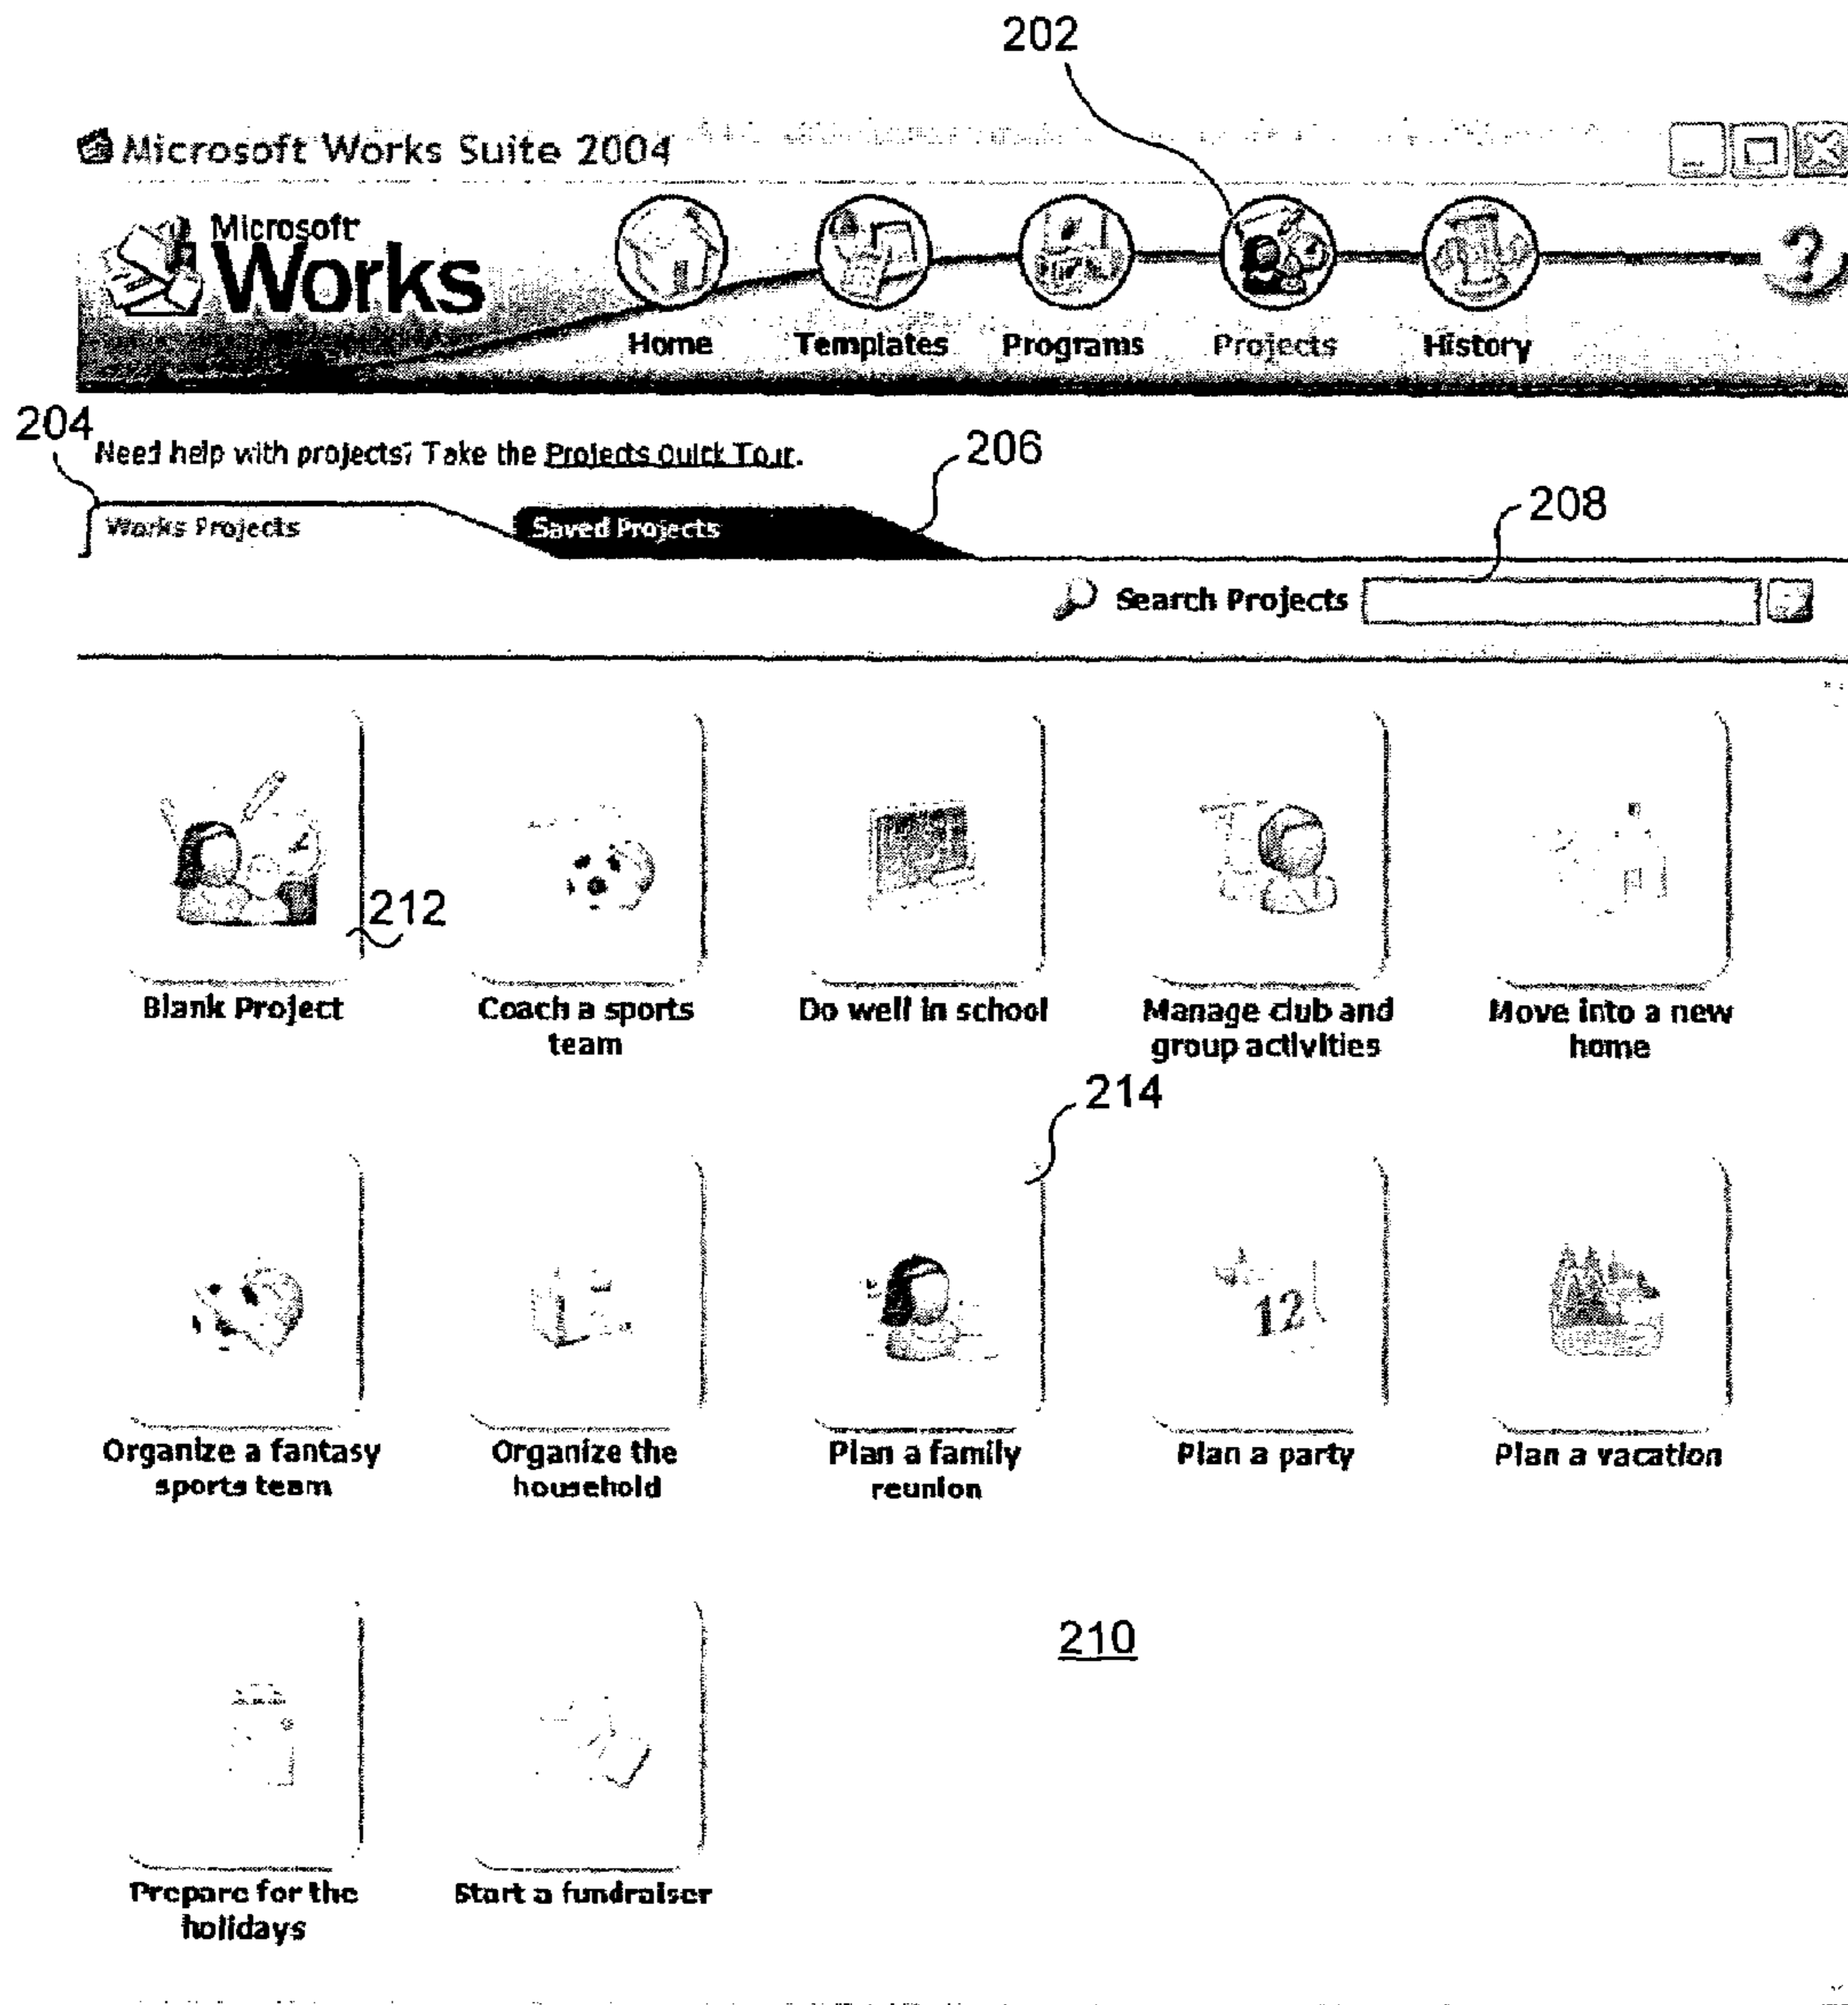 202
Microsoft Works Suite 2004
Microsoft
Works
Home Templates Programs Projects History
?
204
Need help with projects? Take the Projects Quick Tour.
206
208
Works Projects Saved Projects
Search Projects
212
Blank Project Coach a sports team Do well in school Manage club and group activities Move into a new home
214
12
Organize a fantasy sports team Organize the household Plan a family reunion Plan a party Plan a vacation
210
Prepare for the holidays Start a fundraiser